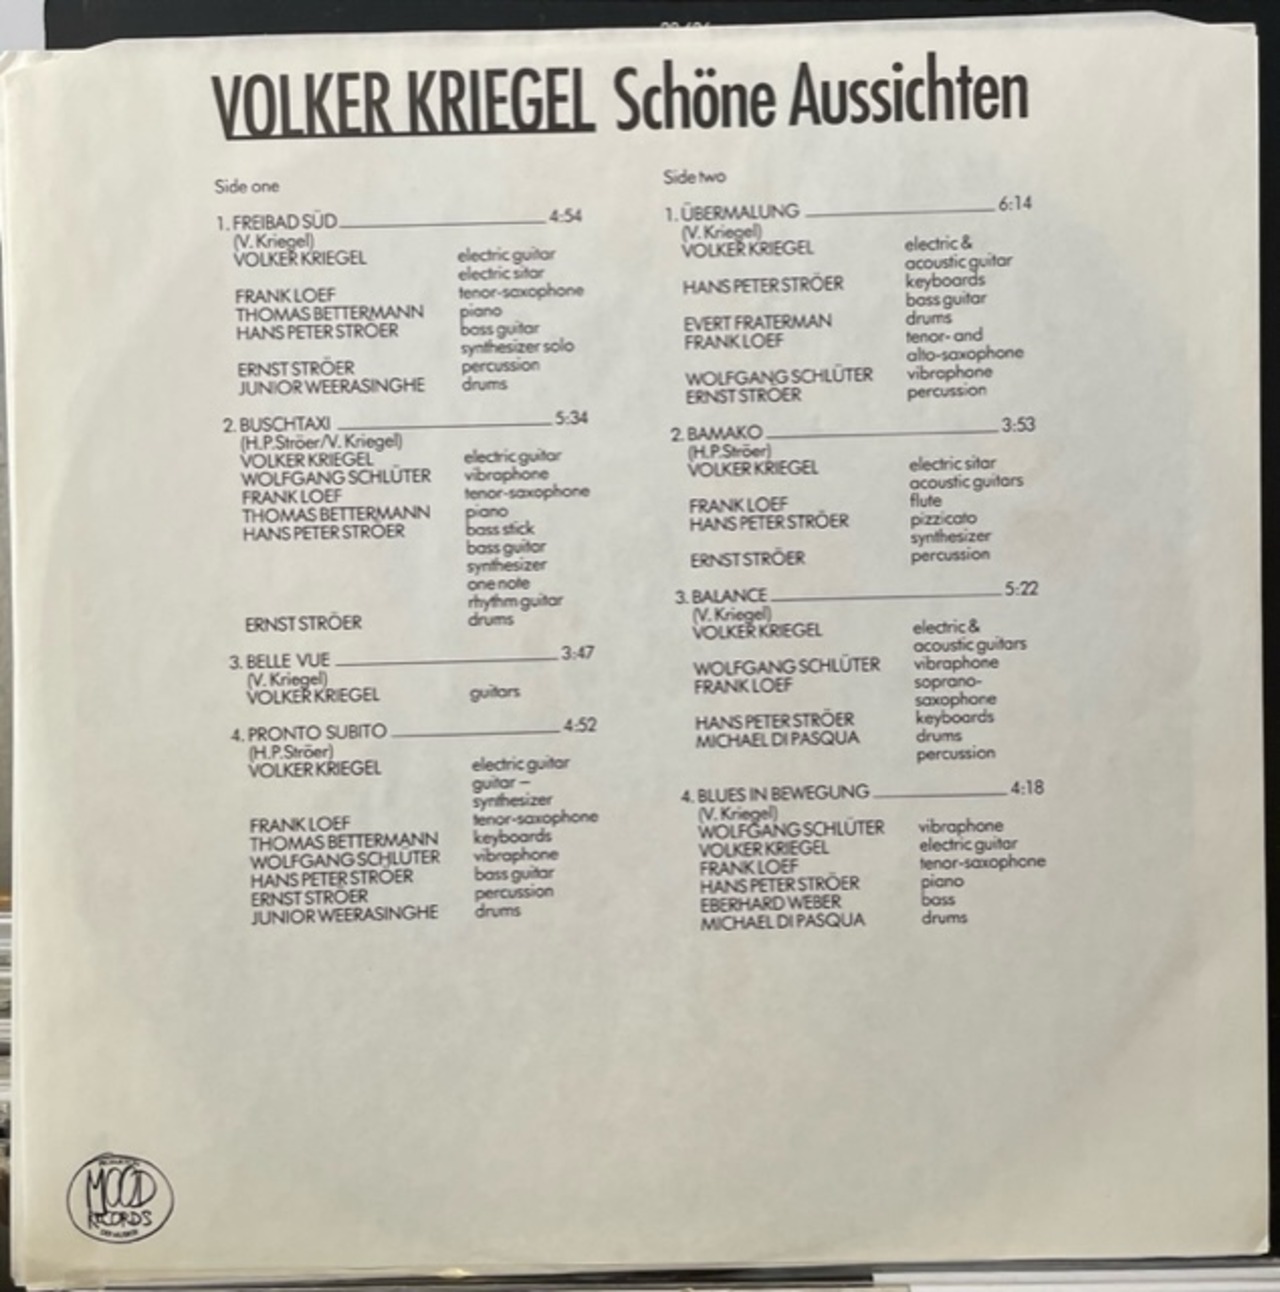 VOLKER KRIEGEL Schöne Aussichten
Side one
1. FREIBAD SÜD 4:54
(V. Kriegel)
VOLKER KRIEGEL electric guitar
electric sitar
FRANK LOEF tenor-saxophone
THOMAS BETTERMANN piano
HANS PETER STRÖER bass guitar
synthesizer solo
ERNST STRÖER percussion
JUNIOR WEERASINGHE drums
2. BUSCHTAXI 5:34
(H.P. Ströer/V. Kriegel)
VOLKER KRIEGEL electric guitar
WOLFGANG SCHLÜTER vibraphone
FRANK LOEF tenor-saxophone
THOMAS BETTERMANN piano
HANS PETER STRÖER bass stick
bass guitar
synthesizer
one note
rhythm guitar
ERNST STRÖER drums
3. BELLE VUE 3:47
(V. Kriegel)
VOLKER KRIEGEL guitars
4. PRONTO SUBITO 4:52
(H.P. Ströer)
VOLKER KRIEGEL electric guitar
guitar –
synthesizer
FRANK LOEF tenor-saxophone
THOMAS BETTERMANN keyboards
WOLFGANG SCHLÜTER vibraphone
HANS PETER STRÖER bass guitar
ERNST STRÖER percussion
JUNIOR WEERASINGHE drums
Side two
1. ÜBERMALUNG 6:14
(V. Kriegel)
VOLKER KRIEGEL electric &
acoustic guitar
HANS PETER STRÖER keyboards
bass guitar
EVERT FRATERMAN drums
FRANK LOEF tenor- and
alto-saxophone
WOLFGANG SCHLÜTER vibraphone
ERNST STRÖER percussion
2. BAMAKO 3:53
(H.P. Ströer)
VOLKER KRIEGEL electric sitar
acoustic guitars
FRANK LOEF flute
HANS PETER STRÖER pizzicato
synthesizer
ERNST STRÖER percussion
3. BALANCE 5:22
(V. Kriegel)
VOLKER KRIEGEL electric &
acoustic guitars
WOLFGANG SCHLÜTER vibraphone
FRANK LOEF soprano-
saxophone
HANS PETER STRÖER keyboards
MICHAEL DI PASQUA drums
percussion
4. BLUES IN BEWEGUNG 4:18
(V. Kriegel)
WOLFGANG SCHLÜTER vibraphone
VOLKER KRIEGEL electric guitar
FRANK LOEF tenor-saxophone
HANS PETER STRÖER piano
EBERHARD WEBER bass
MICHAEL DI PASQUA drums
MOOD
RECORDS